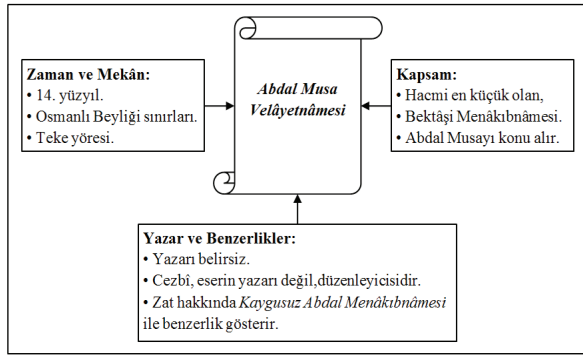 Abdal Musa
Velâyetnâmesi
Zaman ve Mekân:
• 14. yüzyıl.
• Osmanlı Beyliği sınırları.
• Teke yöresi.
Kapsam:
• Hacmi en küçük olan,
• Bektâşi Menâkıbnâmesi.
• Abdal Musayı konu alır.
Yazar ve Benzerlikler:
• Yazarı belirsiz.
• Cezbî, eserin yazarı değil,düzenleyicisidir.
• Zat hakkında Kaygusuz Abdal Menâkıbnâmesi
ile benzerlik gösterir.